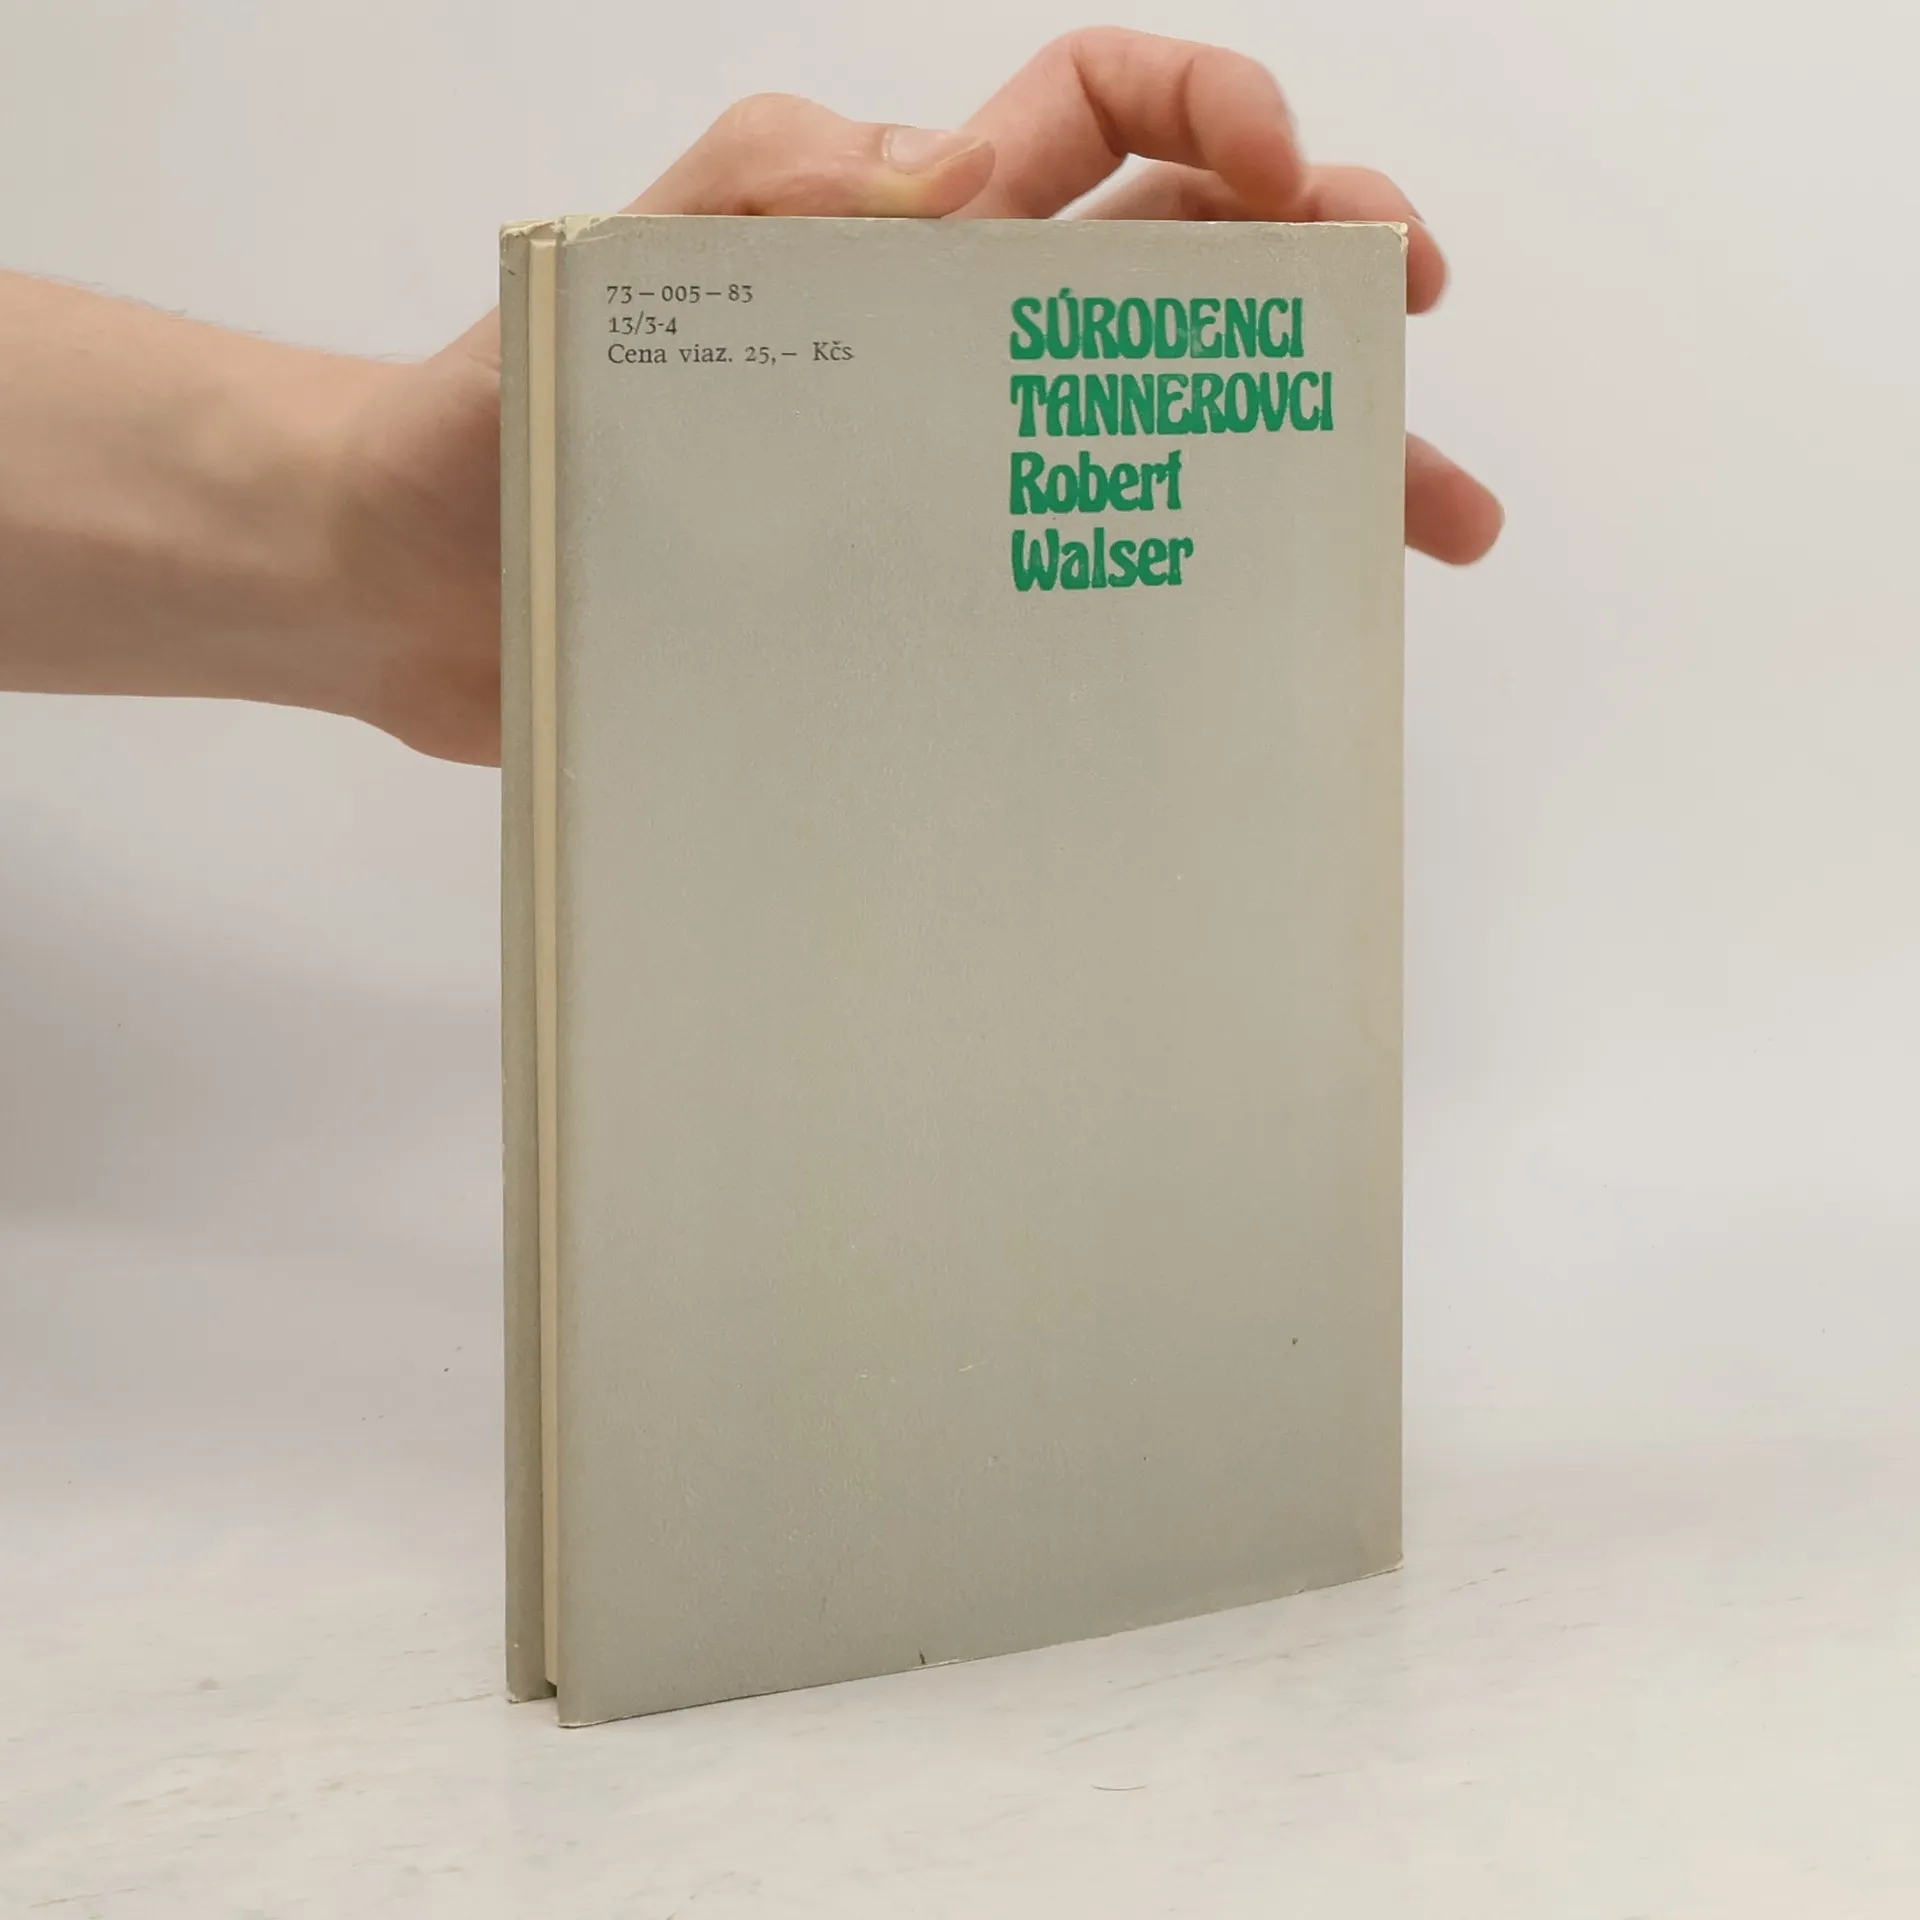 73 – 005 – 83
13/3-4
Cena viaz. 25,– Kčs
SÚRODENCI
TANNEROVCI
Robert
Walser